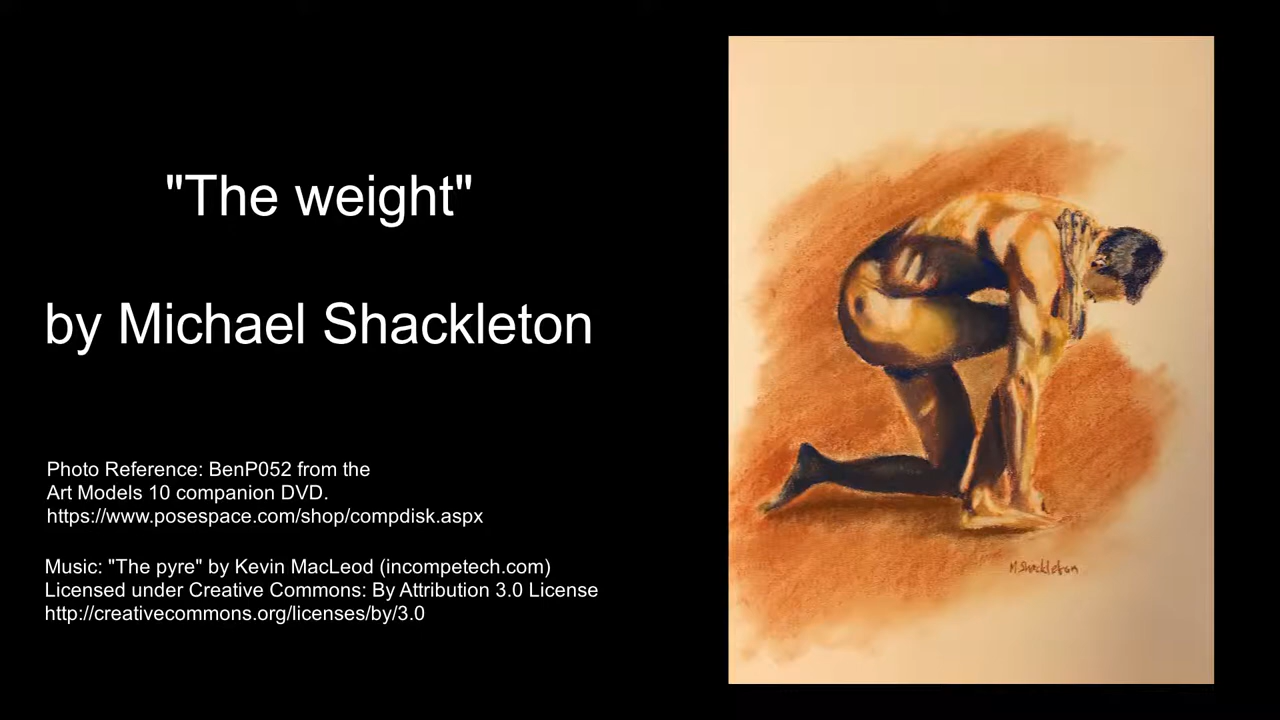 "The weight"
by Michael Shackleton
Photo Reference: BenP052 from the
Art Models 10 companion DVD.
https://www.posespace.com/shop/compdisk.aspx
Music: "The pyre" by Kevin MacLeod (incompetech.com)
Licensed under Creative Commons: By Attribution 3.0 License
http://creativecommons.org/licenses/by/3.0
M.Shackleton